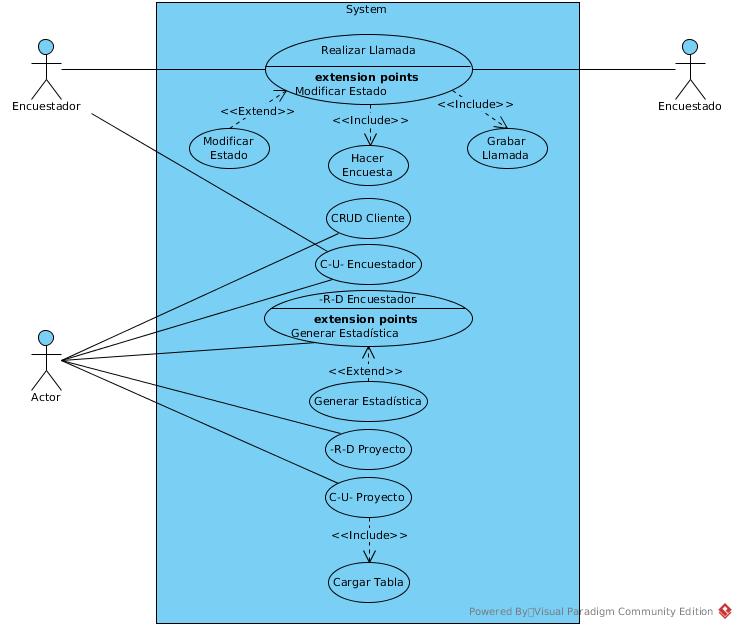 System
Realizar Llamada
extension points
Modificar Estado
Encuestador
Encuestado
<<Extend>>
<<Include>>
<<Include>>
Modificar
Estado
Hacer
Encuesta
Grabar
Llamada
CRUD Cliente
C-U- Encuestador
-R-D Encuestador
extension points
Generar Estadística
Actor
<<Extend>>
Generar Estadística
-R-D Proyecto
C-U- Proyecto
<<Include>>
Cargar Tabla
Powered By Visual Paradigm Community Edition